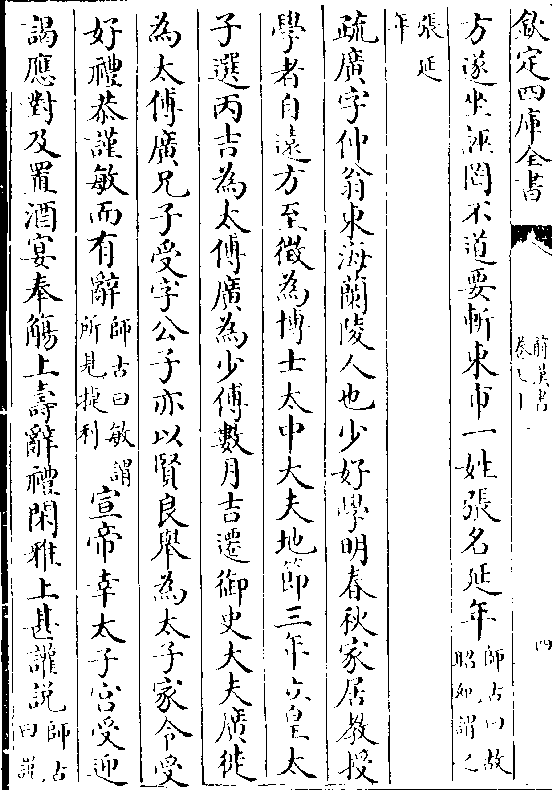 欽定四庫全書
前漢書
四
方遂坐誣罔不道要斬東市一姓張名延年師古曰故昭紀謂之
張延年
疏廣字仲翁東海蘭陵人也少好學明春秋家居教授
學者自遠方至徴為博士太中大夫地節三年立皇太
子選丙吉為太傅廣為少傅數月吉遷御史大夫廣徙
為太傅廣兄子受字公子亦以賢良舉為太子家令受
好禮恭謹敏而有辭師古曰敏謂所見捷利宣帝幸太子宫受迎
謁應對及置酒宴奉觴上壽辭禮閑雅上甚讙說師古曰說